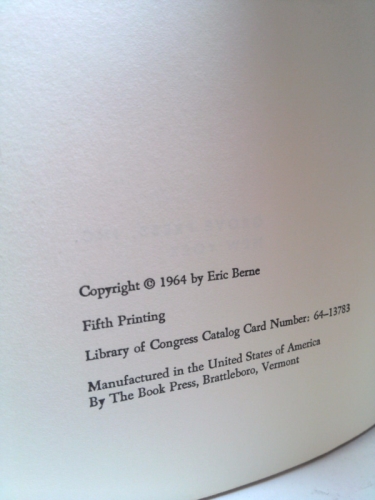 Copyright © 1964 by Eric Berne
Fifth Printing
Library of Congress Catalog Card Number: 64-13783
Manufactured in the United States of America
By The Book Press, Brattleboro, Vermont